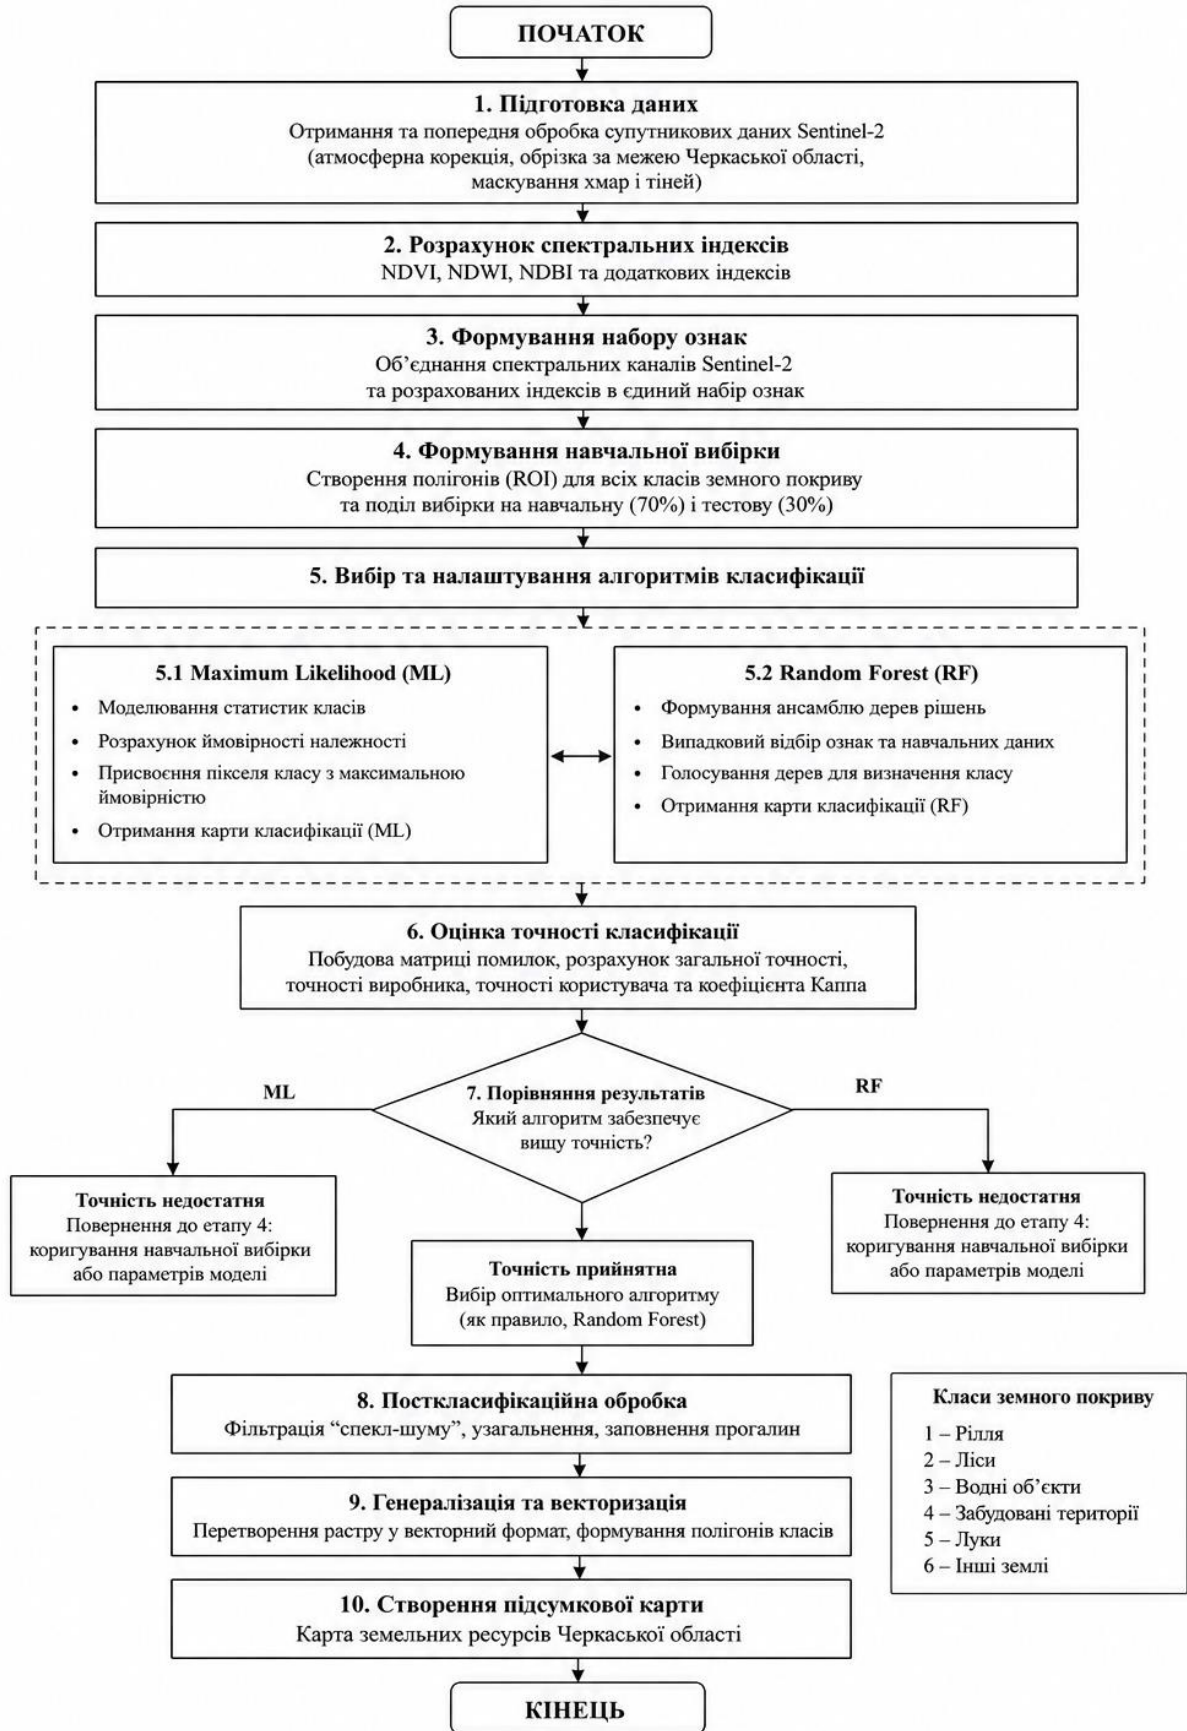 ПОЧАТОК
1. Підготовка даних
Отримання та попередня обробка супутникових даних Sentinel-2
(атмосферна корекція, обрізка за межею Черкаської області,
маскування хмар і тіней)
2. Розрахунок спектральних індексів
NDVI, NDWI, NDBI та додаткових індексів
3. Формування набору ознак
Об’єднання спектральних каналів Sentinel-2
та розрахованих індексів в єдиний набір ознак
4. Формування навчальної вибірки
Створення полігонів (ROI) для всіх класів земного покриву
та поділ вибірки на навчальну (70%) і тестову (30%)
5. Вибір та налаштування алгоритмів класифікації
5.1 Maximum Likelihood (ML)
• Моделювання статистик класів
• Розрахунок ймовірності належності
• Присвоєння пікселя класу з максимальною
ймовірністю
• Отримання карти класифікації (ML)
5.2 Random Forest (RF)
• Формування ансамблю дерев рішень
• Випадковий відбір ознак та навчальних даних
• Голосування дерев для визначення класу
• Отримання карти класифікації (RF)
6. Оцінка точності класифікації
Побудова матриці помилок, розрахунок загальної точності,
точності виробника, точності користувача та коефіцієнта Каппа
ML
7. Порівняння результатів
Який алгоритм забезпечує
вищу точність?
RF
Точність недостатня
Повернення до етапу 4:
коригування навчальної вибірки
або параметрів моделі
Точність прийнятна
Вибір оптимального алгоритму
(як правило, Random Forest)
Точність недостатня
Повернення до етапу 4:
коригування навчальної вибірки
або параметрів моделі
8. Посткласифікаційна обробка
Фільтрація “спекл-шуму”, узагальнення, заповнення прогалин
9. Генералізація та векторизація
Перетворення растру у векторний формат, формування полігонів класів
10. Створення підсумкової карти
Карта земельних ресурсів Черкаської області
Класи земного покриву
1 – Рілля
2 – Ліси
3 – Водні об’єкти
4 – Забудовані території
5 – Луки
6 – Інші землі
КІНЕЦЬ